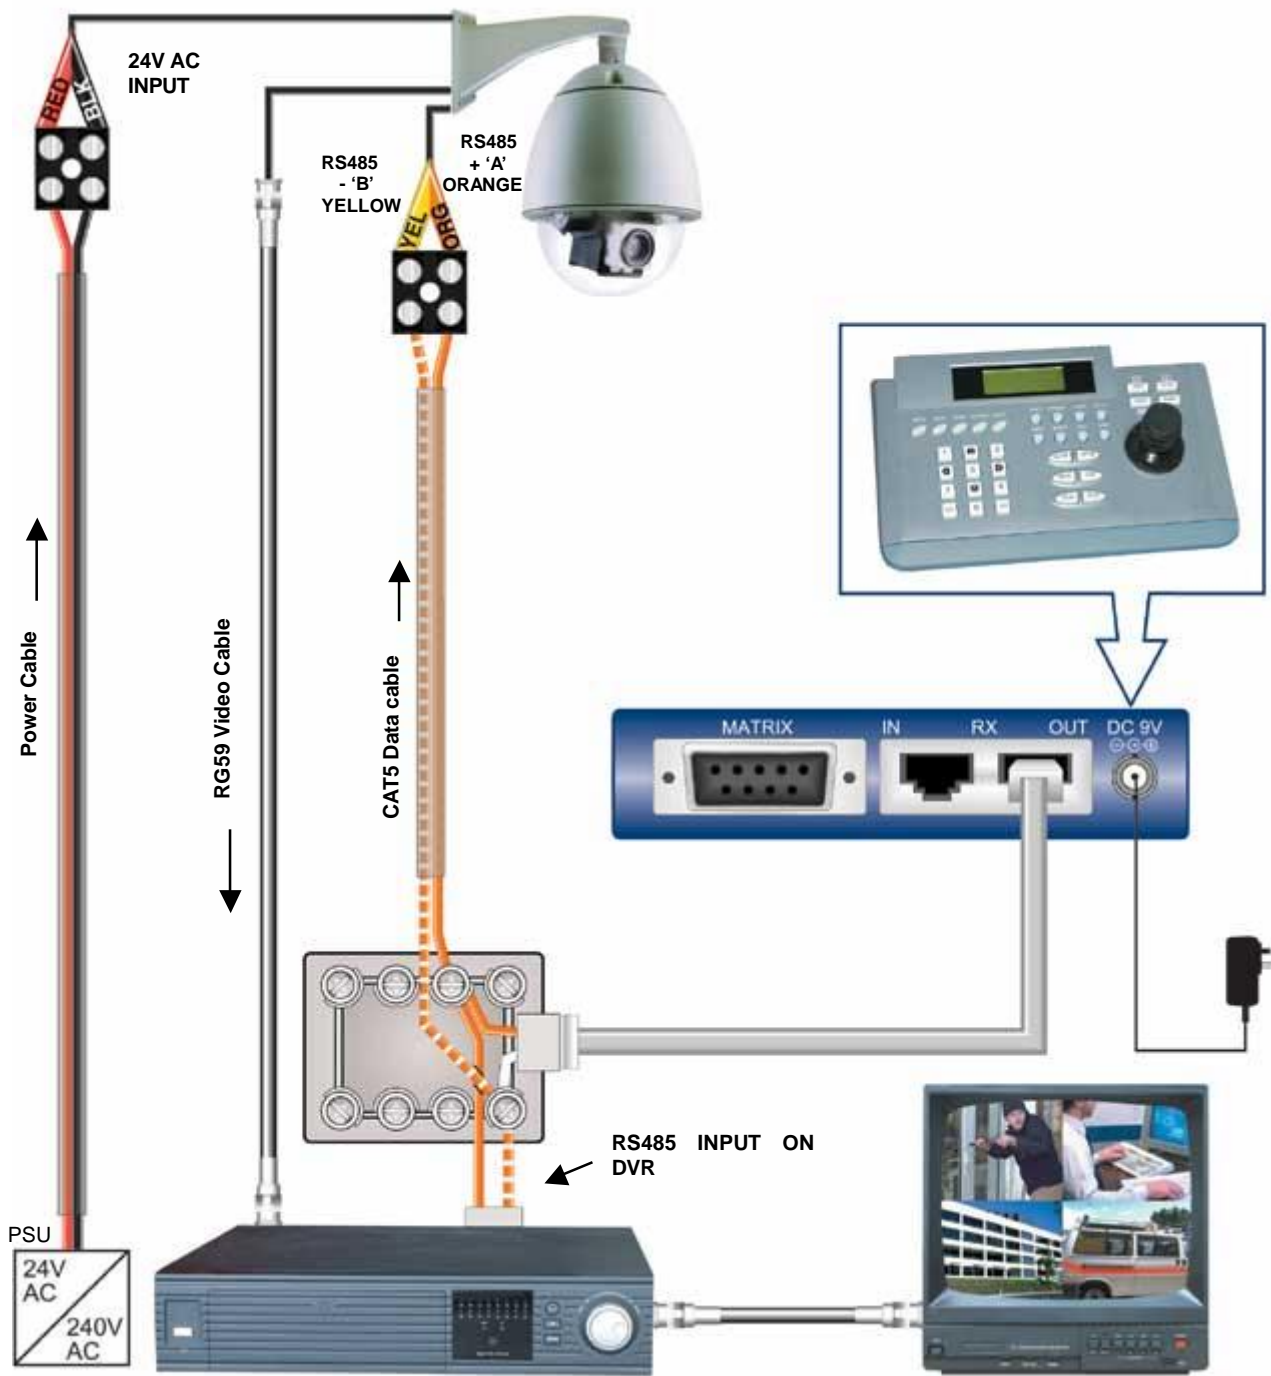 24V AC
INPUT
RED
BLK
RS485
- ‘B’
YELLOW
RS485
+ ‘A’
ORANGE
YEL
ORG
Power Cable
RG59 Video Cable
CAT5 Data cable
MATRIX
IN
RX
OUT
DC 9V
RS485 INPUT ON
DVR
PSU
24V
AC
240V
AC